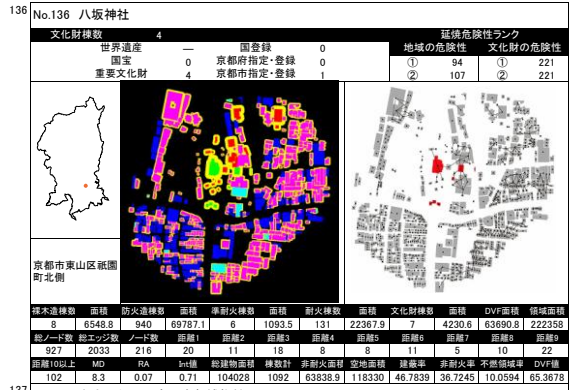 136
No.136 八坂神社
文化財棟数 4 延焼危険性ランク
世界遺産 — 国登録 0 地域の危険性 文化財の危険性
国宝 0 京都府指定・登録 0 ① 94 ① 221
重要文化財 4 京都市指定・登録 1 ② 107 ② 221
京都市東山区祇園
町北側
裸木造棟数 面積 防火造棟数 面積 準耐火棟数 面積 耐火棟数 面積 文化財棟数 面積 DVF面積 領域面積
8 6548.8 940 69787.1 6 1093.5 131 22367.9 7 4230.6 63690.8 222358
総ノード数 総エッジ数 ノード数 距離1 距離2 距離3 距離4 距離5 距離6 距離7 距離8 距離9
927 2033 216 20 11 18 8 8 11 5 10 22
距離10以上 MD RA Int値 総建物面積 棟数計 非耐火面積 空地面積 建蔽率 非耐火率 不燃領域率 DVF値
102 8.3 0.07 0.71 104028 1092 63838.9 118330 46.7839 36.7245 10.0594 65.3678
137